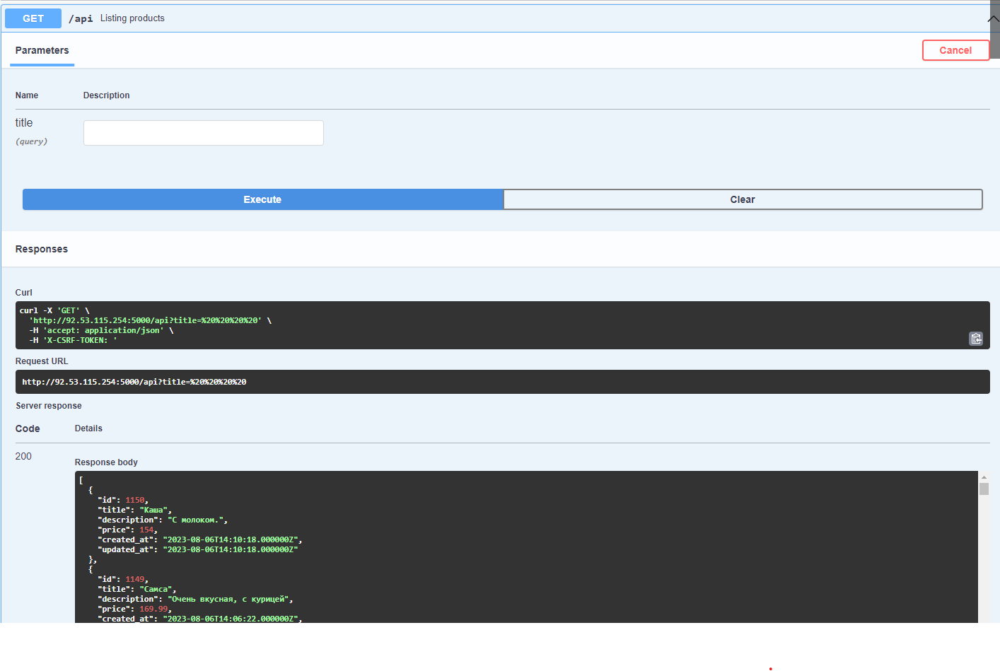 GET /api Listing products
Parameters
Cancel
Name Description
title
(query)
Execute Clear
Responses
Curl
curl -X 'GET' \
'http://92.53.115.254:5000/api?title=%20%20%20%20' \
-H 'accept: application/json' \
-H 'X-CSRF-TOKEN: '
Request URL
http://92.53.115.254:5000/api?title=%20%20%20%20
Server response
Code Details
200
Response body
[
{
"id": 1150,
"title": "Каша",
"description": "С молоком.",
"price": 154,
"created_at": "2023-08-06T14:10:18.000000Z",
"updated_at": "2023-08-06T14:10:18.000000Z"
},
{
"id": 1149,
"title": "Самса",
"description": "Очень вкусная, с курицей",
"price": 169.99,
"created_at": "2023-08-06T14:06:22.000000Z",